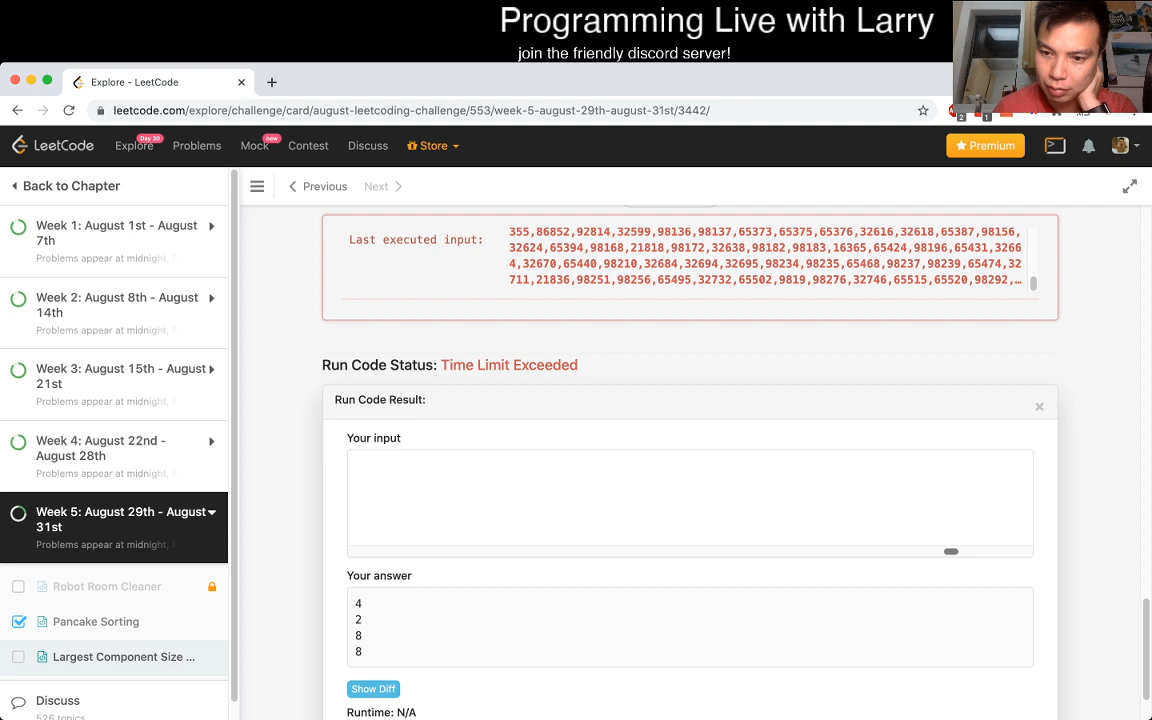 Programming Live with Larry
join the friendly discord server!
Explore - LeetCode
leetcode.com/explore/challenge/card/august-leetcoding-challenge/553/week-5-august-29th-august-31st/3442/
2
1
LeetCode
Explore
Day 30
Problems
Mock
new
Contest
Discuss
Store
Premium
Back to Chapter
Previous
Next
Week 1: August 1st - August
7th
Problems appear at midnight,
Week 2: August 8th - August
14th
Problems appear at midnight,
Week 3: August 15th - August
21st
Problems appear at midnight,
Week 4: August 22nd -
August 28th
Problems appear at midnight,
Week 5: August 29th - August
31st
Problems appear at midnight,
Robot Room Cleaner
Pancake Sorting
Largest Component Size ...
Discuss
526 topics
Last executed input:
355,86852,92814,32599,98136,98137,65373,65375,65376,32616,32618,65387,98156,
32624,65394,98168,21818,98172,32638,98182,98183,16365,65424,98196,65431,3266
4,32670,65440,98210,32684,32694,32695,98234,98235,65468,98237,98239,65474,32
711,21836,98251,98256,65495,32732,65502,9819,98276,32746,65515,65520,98292,…
Run Code Status: Time Limit Exceeded
Run Code Result:
Your input
Your answer
4
2
8
8
Show Diff
Runtime: N/A